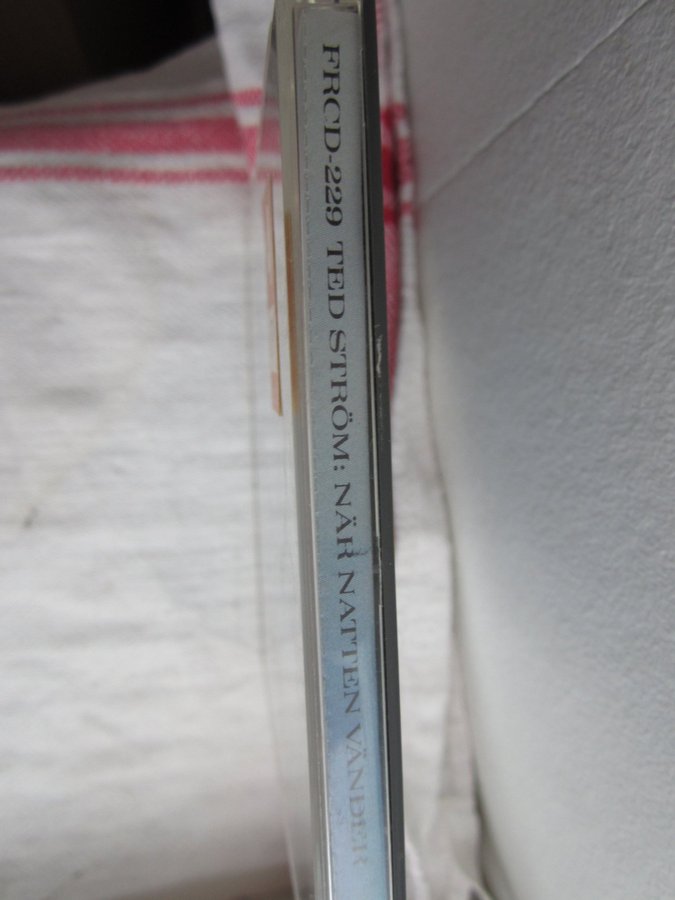 FRCD-229 TED STRÖM: NÄR NATTEN VÄNDER